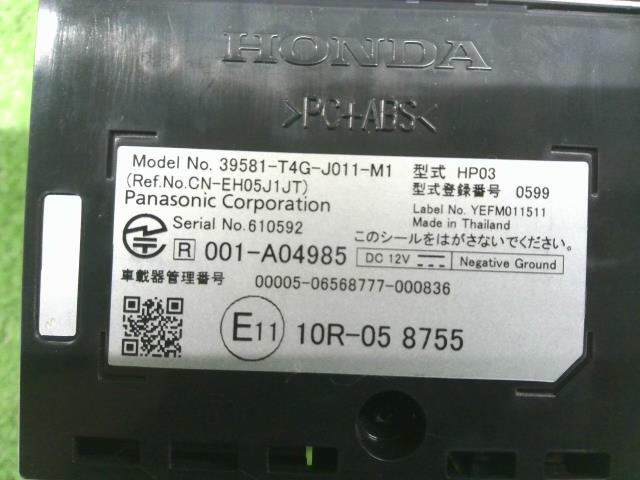 HONDA
>PC+ABS<
Model No. 39581-T4G-J011-M1 型式 HP03
(Ref.No.CN-EH05J1JT) 型式登録番号 0599
Panasonic Corporation Label No. YEFM011511
Serial No.610592 Made in Thailand
このシールをはがさないでください。
R 001-A04985 DC 12V Negative Ground
車載器管理番号 00005-06568777-000836
E11 10R-05 8755